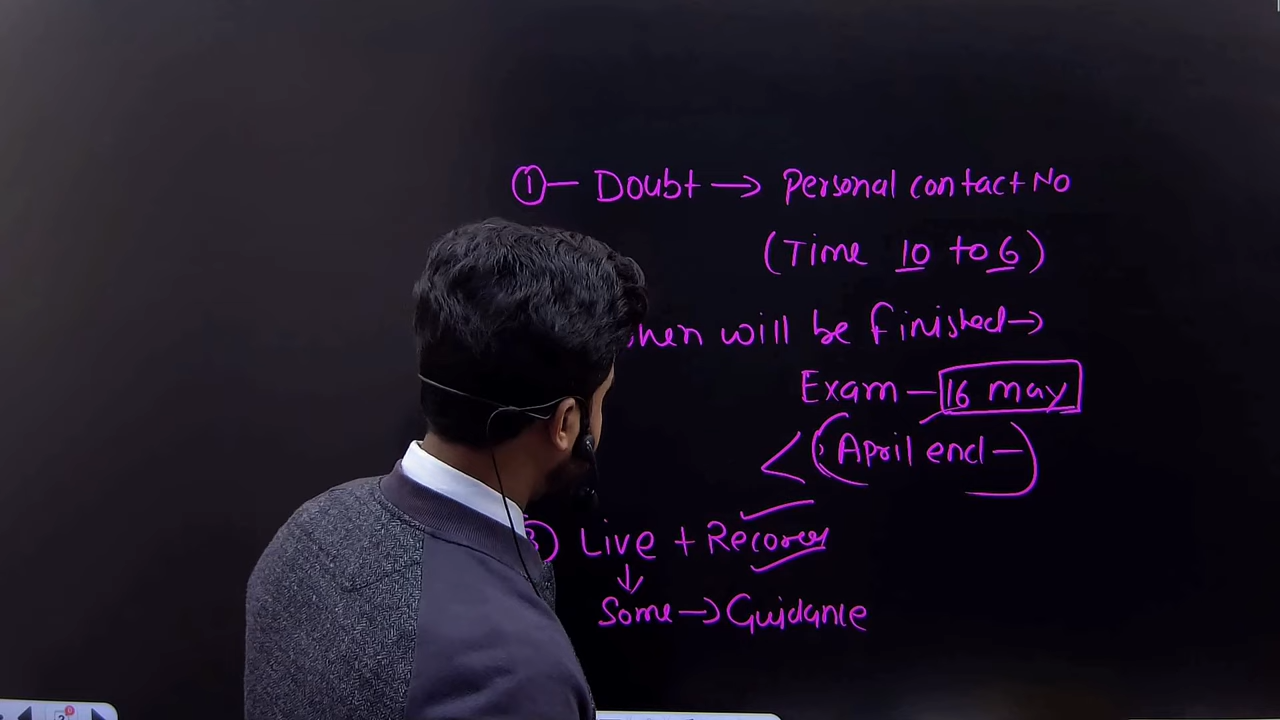 ① — Doubt → Personal contact No
(Time 10 to 6)
when will be finished →
Exam — 16 may
< (April end —)
③ Live + Recorded
↓
Some → Guidance